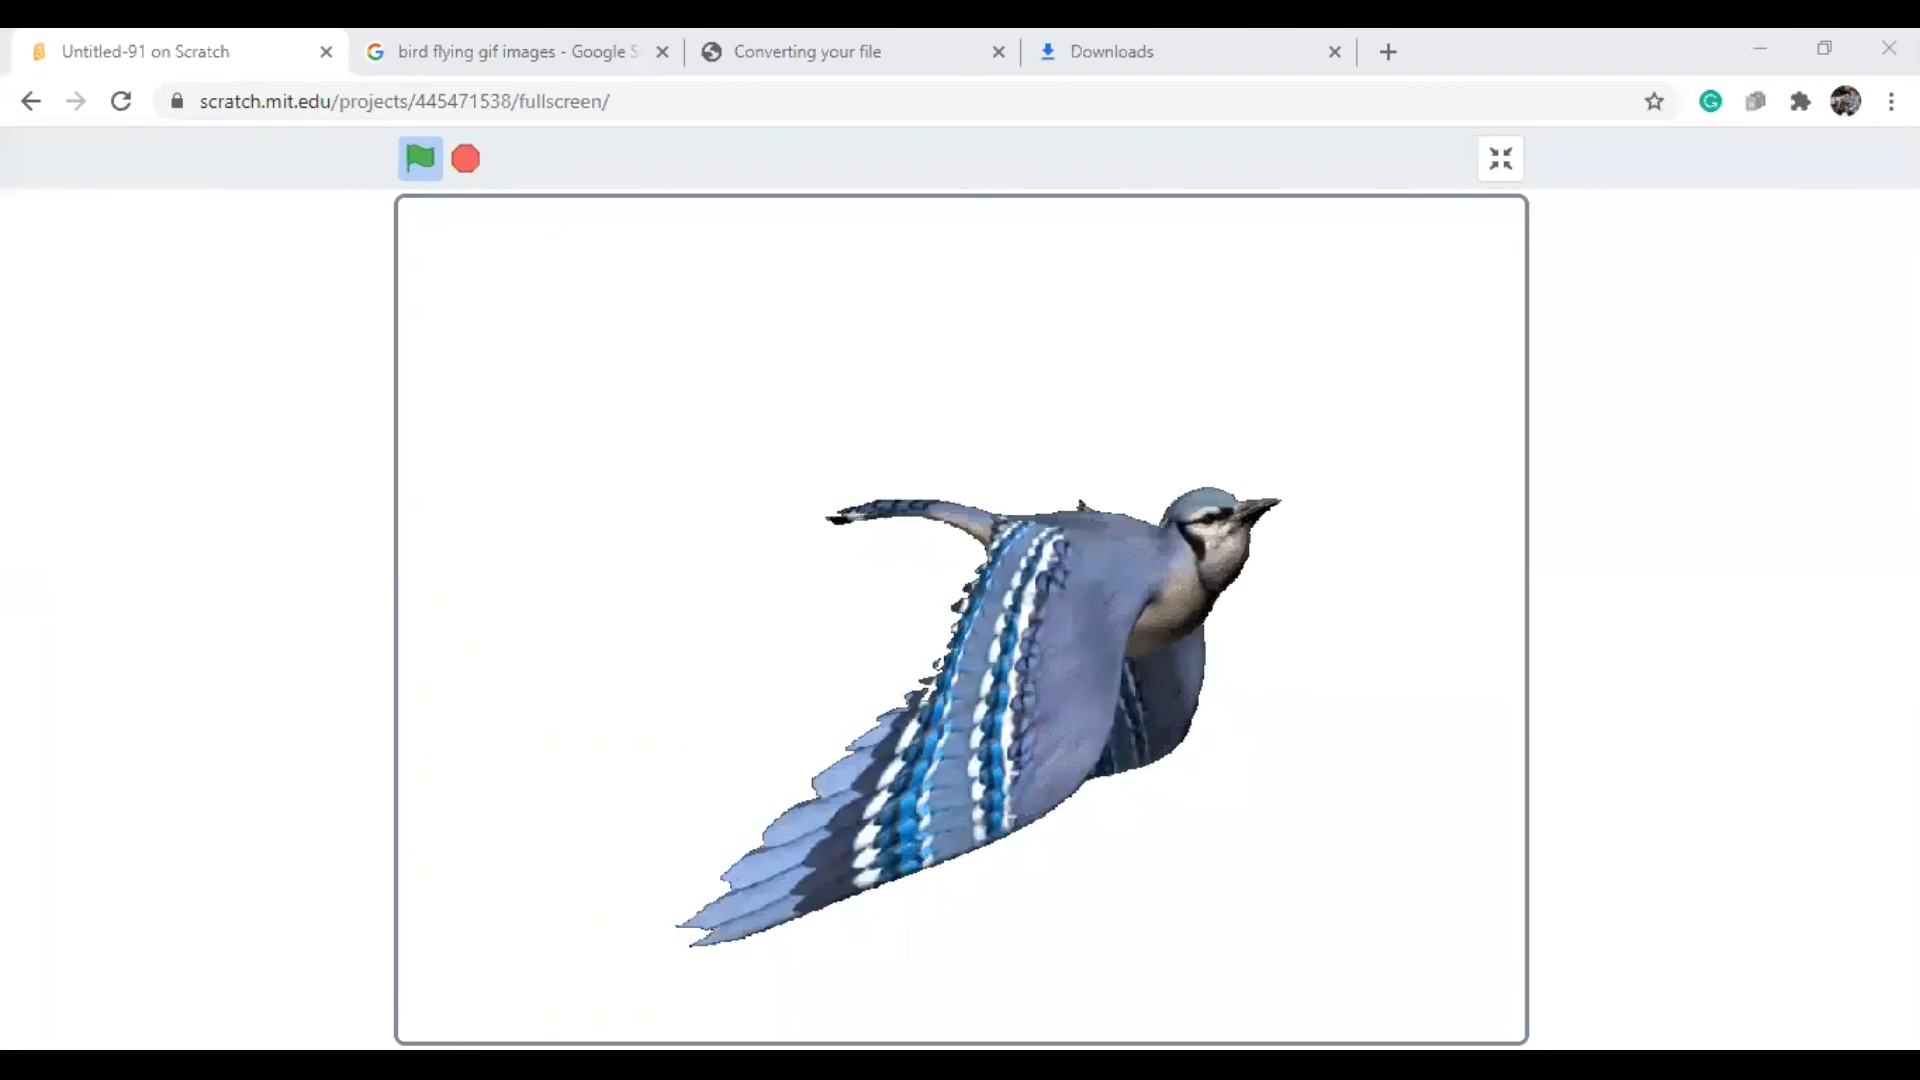 Untitled-91 on Scratch
bird flying gif images - Google S
Converting your file
Downloads
scratch.mit.edu/projects/445471538/fullscreen/